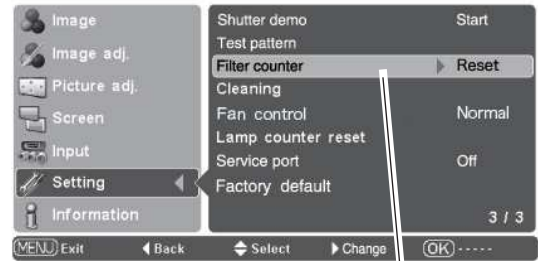 Image
Image adj.
Picture adj.
Screen
Input
Setting
Information
Shutter demo Start
Test pattern
Filter counter Reset
Cleaning
Fan control Normal
Lamp counter reset
Service port Off
Factory default
3 / 3
MENU Exit Back Select Change OK -----